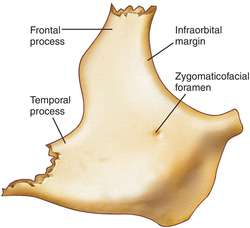 Frontal
process
Infraorbital
margin
Zygomaticofacial
foramen
Temporal
process